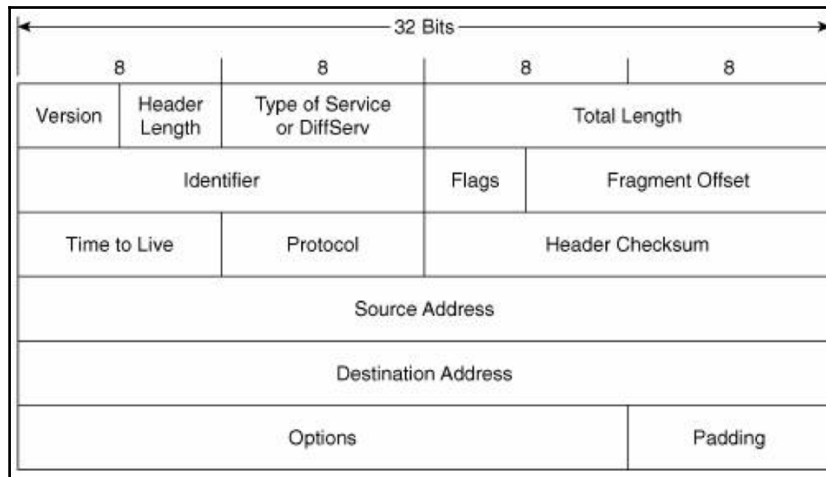 32 Bits
8 8 8 8
Version Header Length Type of Service or DiffServ Total Length
Identifier Flags Fragment Offset
Time to Live Protocol Header Checksum
Source Address
Destination Address
Options Padding